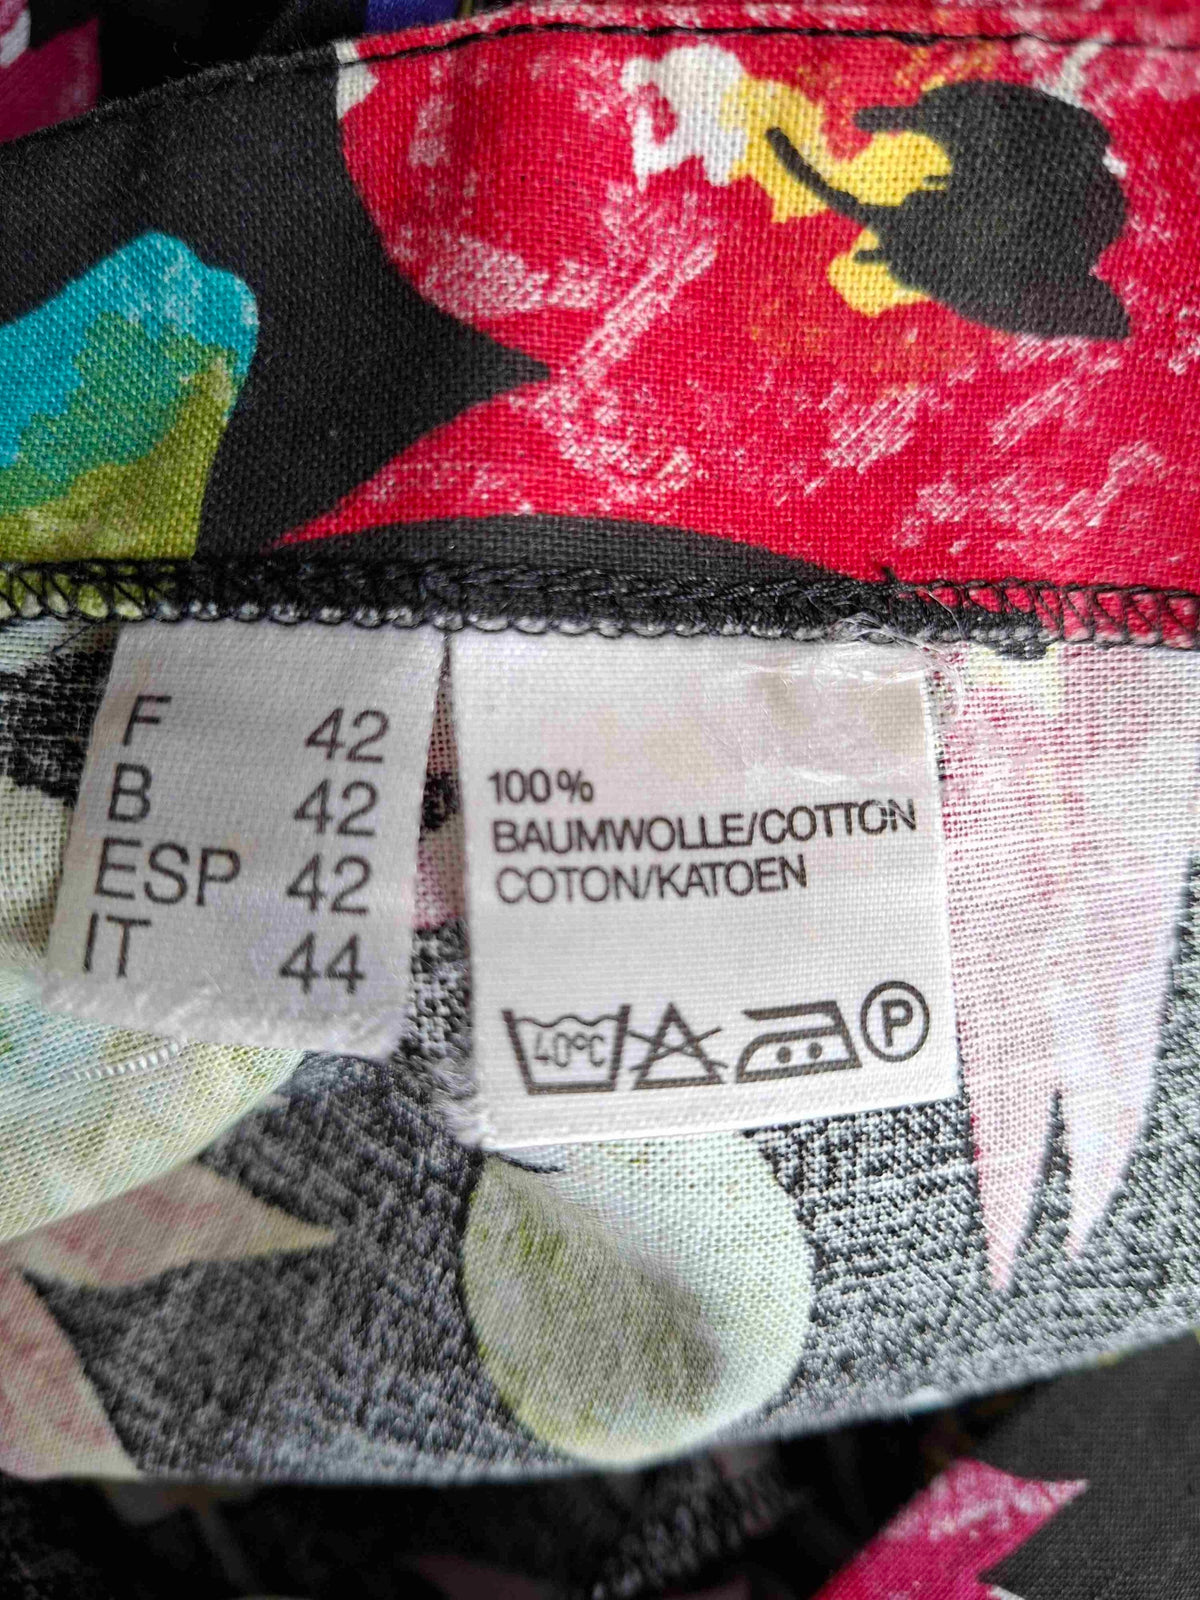 F 42
B 42
ESP 42
IT 44
100%
BAUMWOLLE/COTTON
COTON/KATOEN
40°C P